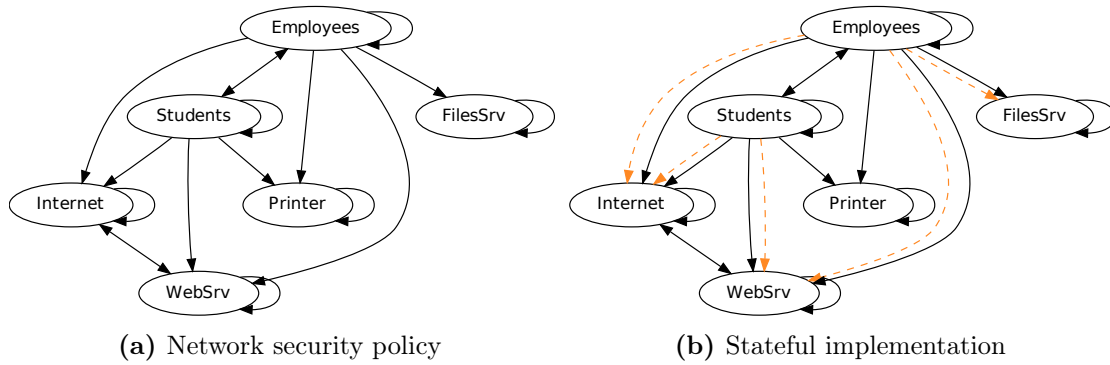 Employees
Students
FilesSrv
Internet
Printer
WebSrv
(a) Network security policy
Employees
Students
FilesSrv
Internet
Printer
WebSrv
(b) Stateful implementation